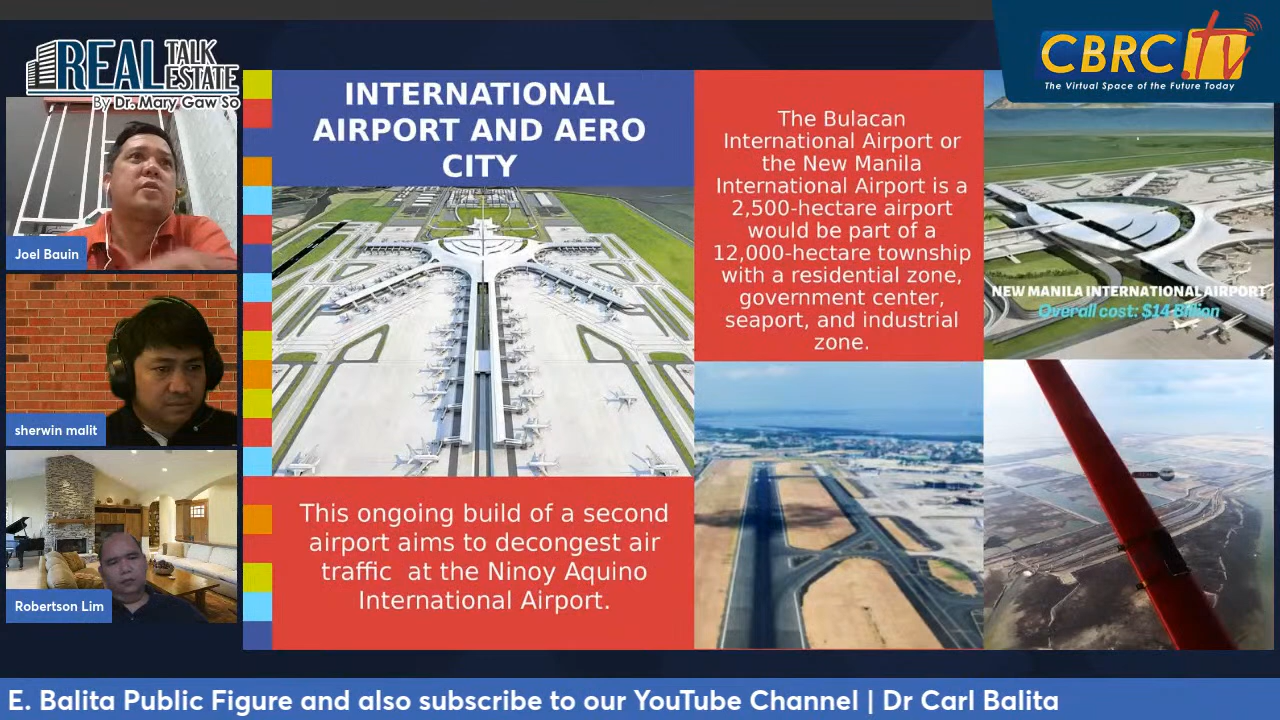 REAL TALK
ESTATE
By Dr. Mary Gaw So
CBRC.tv
The Virtual Space of the Future Today
INTERNATIONAL
AIRPORT AND AERO
CITY
The Bulacan
International Airport or
the New Manila
International Airport is a
2,500-hectare airport
would be part of a
12,000-hectare township
with a residential zone,
government center,
seaport, and industrial
zone.
NEW MANILA INTERNATIONAL AIRPORT
Overall cost: $14 Billion
Joel Bauin
sherwin malit
Robertson Lim
This ongoing build of a second
airport aims to decongest air
traffic at the Ninoy Aquino
International Airport.
E. Balita Public Figure and also subscribe to our YouTube Channel | Dr Carl Balita